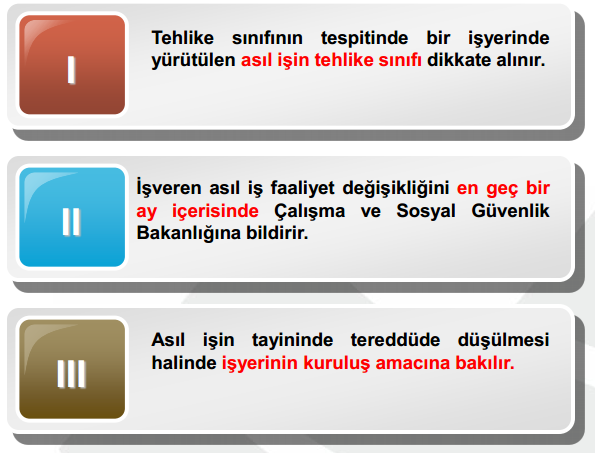 I
Tehlike sınıfının tespitinde bir işyerinde
yürütülen asıl işin tehlike sınıfı dikkate alınır.
II
İşveren asıl iş faaliyet değişikliğini en geç bir
ay içerisinde Çalışma ve Sosyal Güvenlik
Bakanlığına bildirir.
III
Asıl işin tayininde tereddüde düşülmesi
halinde işyerinin kuruluş amacına bakılır.